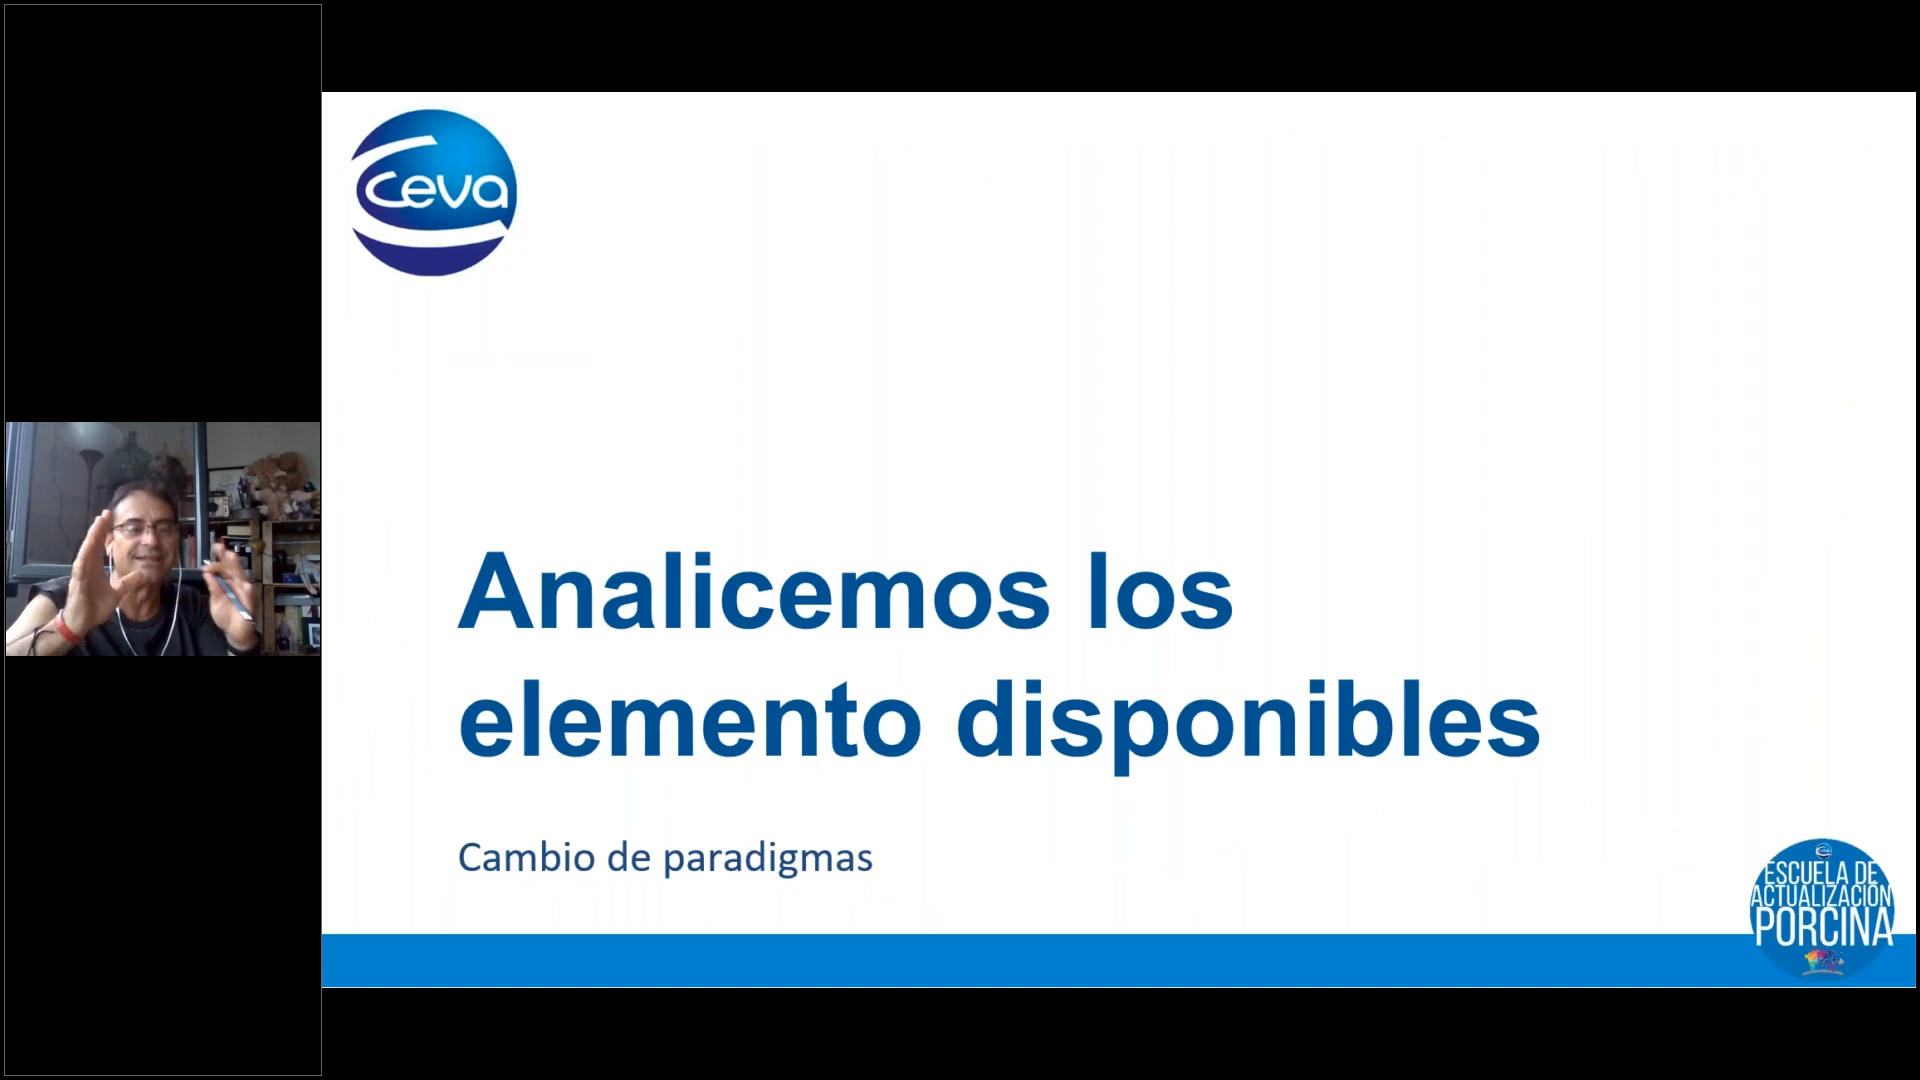 ceva
Analicemos los
elemento disponibles
Cambio de paradigmas
ESCUELA DE
ACTUALIZACIÓN
PORCINA